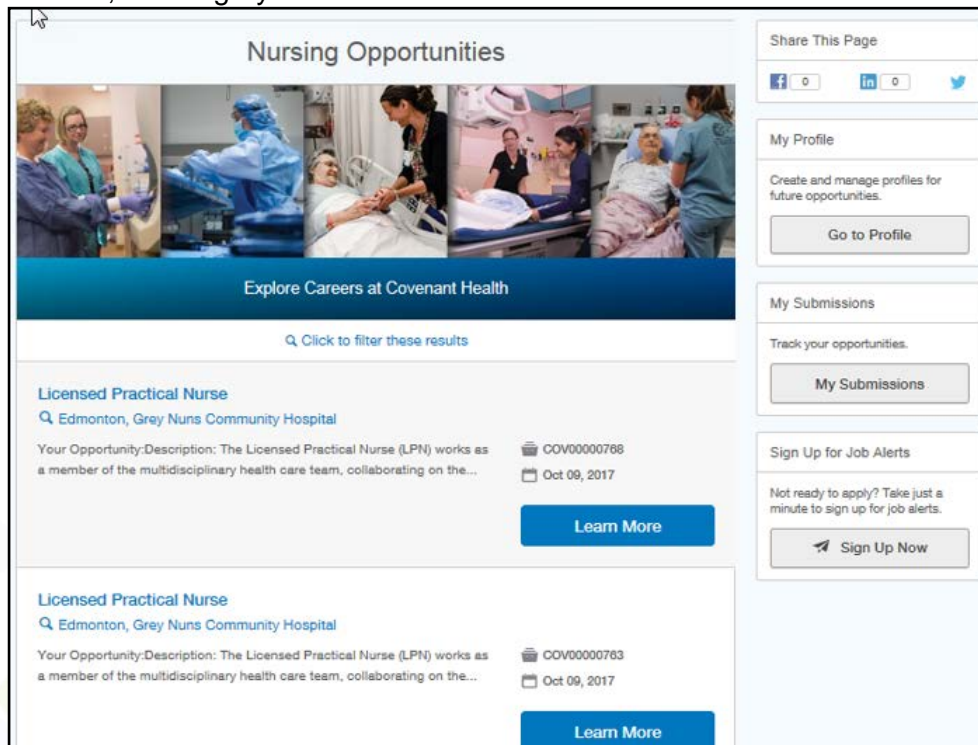 Nursing Opportunities
Explore Careers at Covenant Health
Click to filter these results
Licensed Practical Nurse
Edmonton, Grey Nuns Community Hospital
Your Opportunity:Description: The Licensed Practical Nurse (LPN) works as
a member of the multidisciplinary health care team, collaborating on the...
COV00000768
Oct 09, 2017
Learn More
Licensed Practical Nurse
Edmonton, Grey Nuns Community Hospital
Your Opportunity:Description: The Licensed Practical Nurse (LPN) works as
a member of the multidisciplinary health care team, collaborating on the...
COV00000763
Oct 09, 2017
Learn More
Share This Page
0
0
My Profile
Create and manage profiles for
future opportunities.
Go to Profile
My Submissions
Track your opportunities.
My Submissions
Sign Up for Job Alerts
Not ready to apply? Take just a
minute to sign up for job alerts.
Sign Up Now